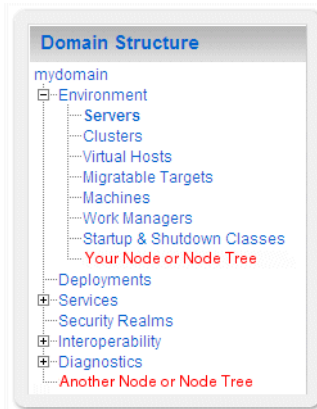 Domain Structure
mydomain
Environment
Servers
Clusters
Virtual Hosts
Migratable Targets
Machines
Work Managers
Startup & Shutdown Classes
Your Node or Node Tree
Deployments
Services
Security Realms
Interoperability
Diagnostics
Another Node or Node Tree